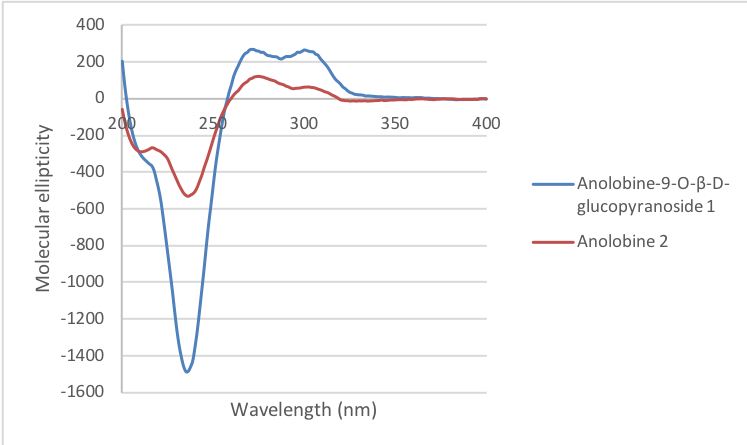 400
200
0
-200
-400
-600
-800
-1000
-1200
-1400
-1600
200 250 300 350 400
Molecular ellipticity
Wavelength (nm)
Anolobine-9-O-β-D-
glucopyranoside 1
Anolobine 2